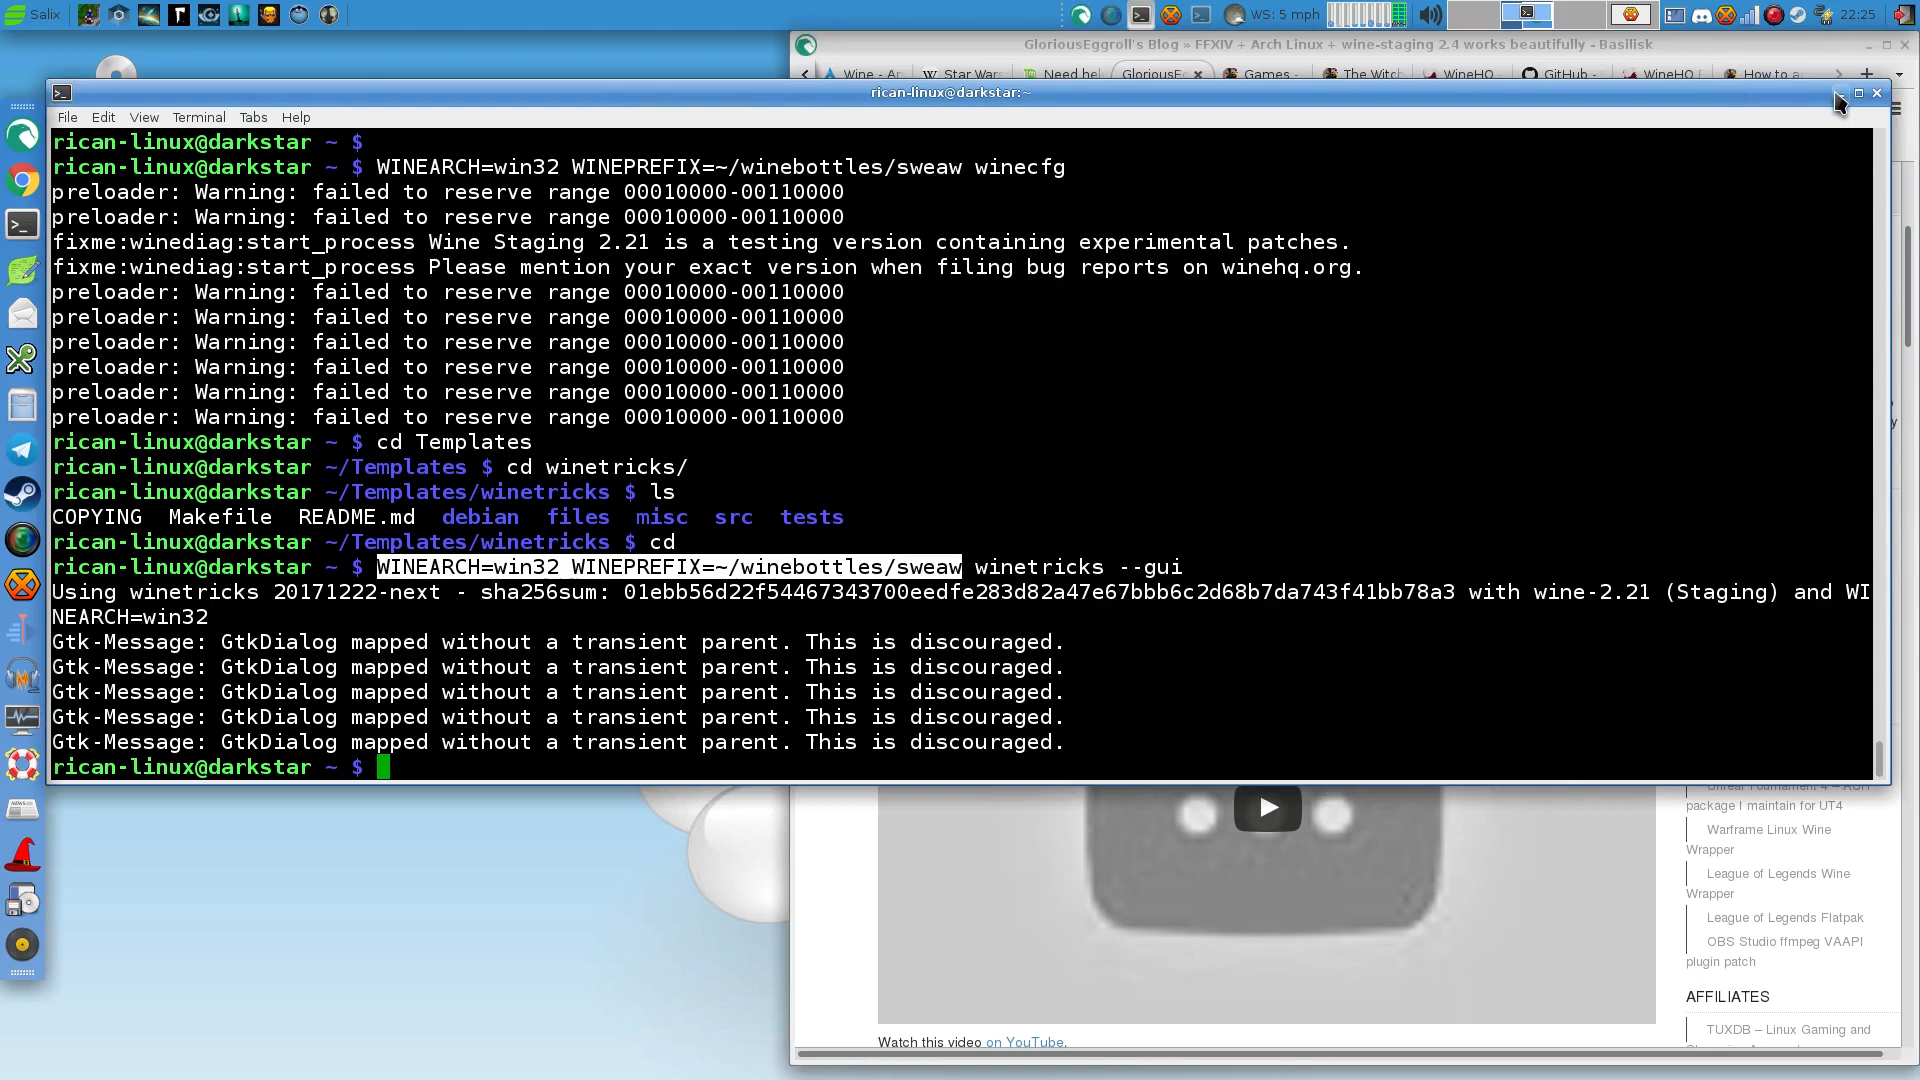 Salix
WS: 5 mph
22:25
GloriousEggroll's Blog » FFXIV + Arch Linux + wine-staging 2.4 works beautifully - Basilisk
Wine - Ar
Star Wars
Need hel
GloriousE
Games -
The Witch
WineHQ
GitHub -
WineHQ
How to a
rican-linux@darkstar:~
File Edit View Terminal Tabs Help
rican-linux@darkstar ~ $
rican-linux@darkstar ~ $ WINEARCH=win32 WINEPREFIX=~/winebottles/sweaw winecfg
preloader: Warning: failed to reserve range 00010000-00110000
preloader: Warning: failed to reserve range 00010000-00110000
fixme:winediag:start_process Wine Staging 2.21 is a testing version containing experimental patches.
fixme:winediag:start_process Please mention your exact version when filing bug reports on winehq.org.
preloader: Warning: failed to reserve range 00010000-00110000
preloader: Warning: failed to reserve range 00010000-00110000
preloader: Warning: failed to reserve range 00010000-00110000
preloader: Warning: failed to reserve range 00010000-00110000
preloader: Warning: failed to reserve range 00010000-00110000
preloader: Warning: failed to reserve range 00010000-00110000
rican-linux@darkstar ~ $ cd Templates
rican-linux@darkstar ~/Templates $ cd winetricks/
rican-linux@darkstar ~/Templates/winetricks $ ls
COPYING Makefile README.md debian files misc src tests
rican-linux@darkstar ~/Templates/winetricks $ cd
rican-linux@darkstar ~ $ WINEARCH=win32 WINEPREFIX=~/winebottles/sweaw winetricks --gui
Using winetricks 20171222-next - sha256sum: 01ebb56d22f54467343700eedfe283d82a47e67bbb6c2d68b7da743f41bb78a3 with wine-2.21 (Staging) and WI
NEARCH=win32
Gtk-Message: GtkDialog mapped without a transient parent. This is discouraged.
Gtk-Message: GtkDialog mapped without a transient parent. This is discouraged.
Gtk-Message: GtkDialog mapped without a transient parent. This is discouraged.
Gtk-Message: GtkDialog mapped without a transient parent. This is discouraged.
Gtk-Message: GtkDialog mapped without a transient parent. This is discouraged.
rican-linux@darkstar ~ $
package I maintain for UT4
Warframe Linux Wine
Wrapper
League of Legends Wine
Wrapper
League of Legends Flatpak
OBS Studio ffmpeg VAAPI
plugin patch
AFFILIATES
TUXDB – Linux Gaming and
Watch this video on YouTube.